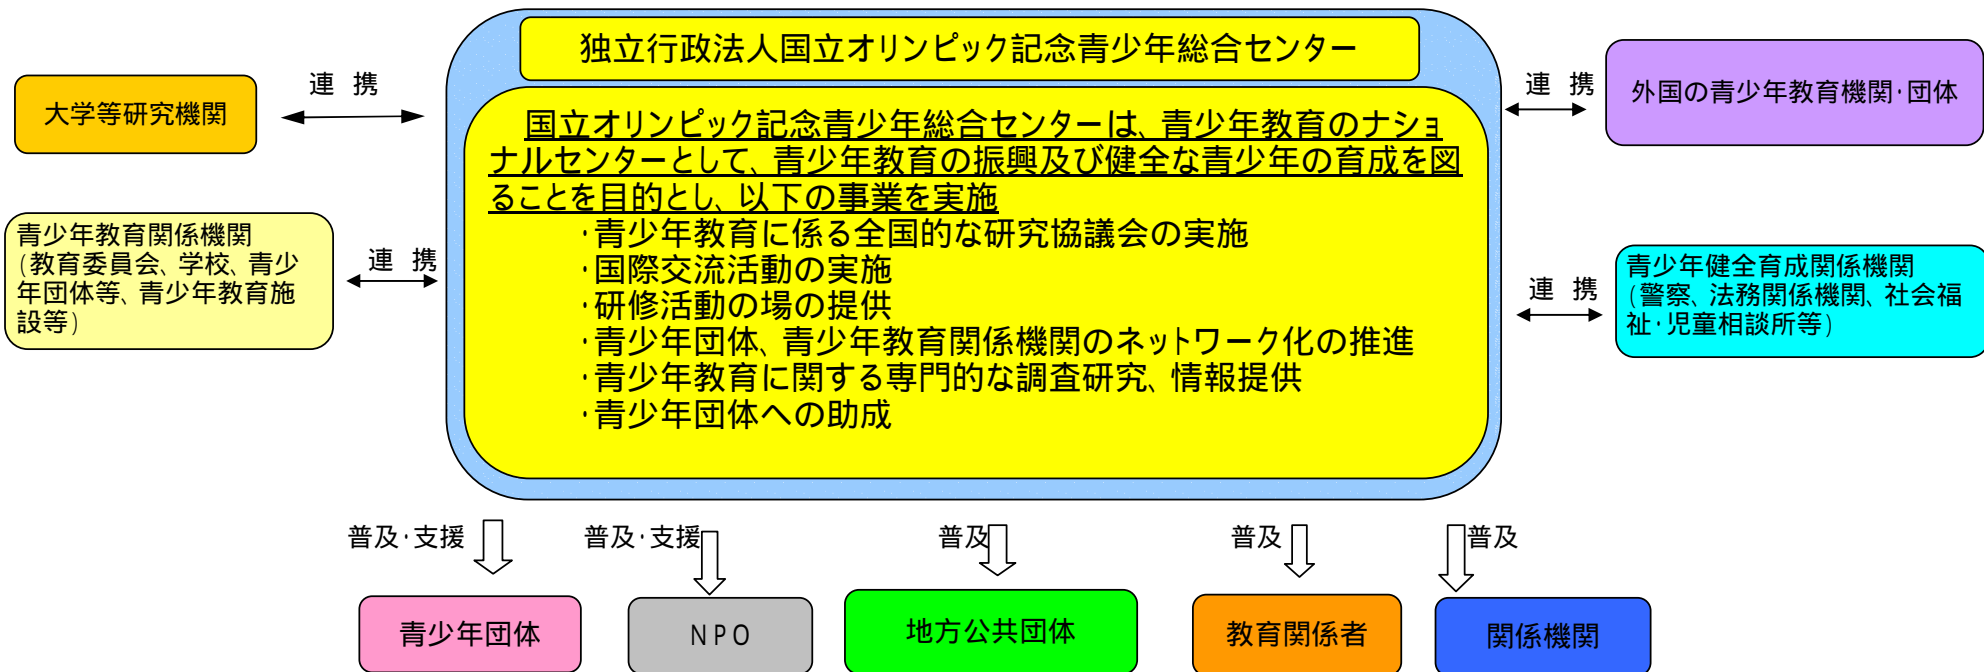 独立行政法人国立オリンピック記念青少年総合センター
連 携
大学等研究機関
連 携
外国の青少年教育機関・団体
国立オリンピック記念青少年総合センターは、青少年教育のナショ
ナルセンターとして、青少年教育の振興及び健全な青少年の育成を図
ることを目的とし、以下の事業を実施
・青少年教育に係る全国的な研究協議会の実施
・国際交流活動の実施
・研修活動の場の提供
・青少年団体、青少年教育関係機関のネットワーク化の推進
・青少年教育に関する専門的な調査研究、情報提供
・青少年団体への助成
青少年教育関係機関
(教育委員会、学校、青少
年団体等、青少年教育施
設等)
連 携
連 携
青少年健全育成関係機関
(警察、法務関係機関、社会福
祉・児童相談所等)
普及・支援
普及・支援
普及
普及
普及
青少年団体
NPO
地方公共団体
教育関係者
関係機関